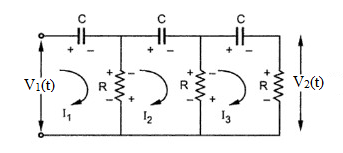 C C C
+ − + − + −
+ − + − +
V₁(t) R R R V₂(t)
− + − + −
I₁ I₂ I₃